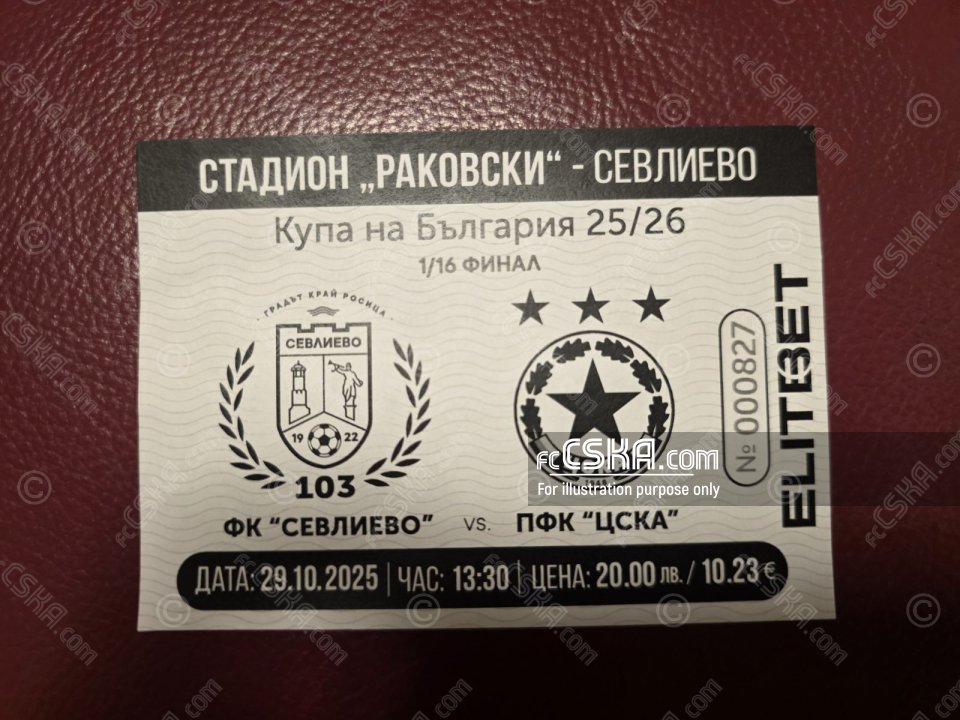 СТАДИОН „РАКОВСКИ“ - СЕВЛИЕВО
Купа на България 25/26
1/16 ФИНАЛ
· ГРАДЪТ КРАЙ РОСИЦА ·
СЕВЛИЕВО
19 22
103
ФК “СЕВЛИЕВО”
vs.
ПФК “ЦСКА”
№ 000827
ELITBET
ДАТА: 29.10.2025 | ЧАС: 13:30 | ЦЕНА: 20.00 лв. / 10.23 €
fcCSKA.com
For illustration purpose only